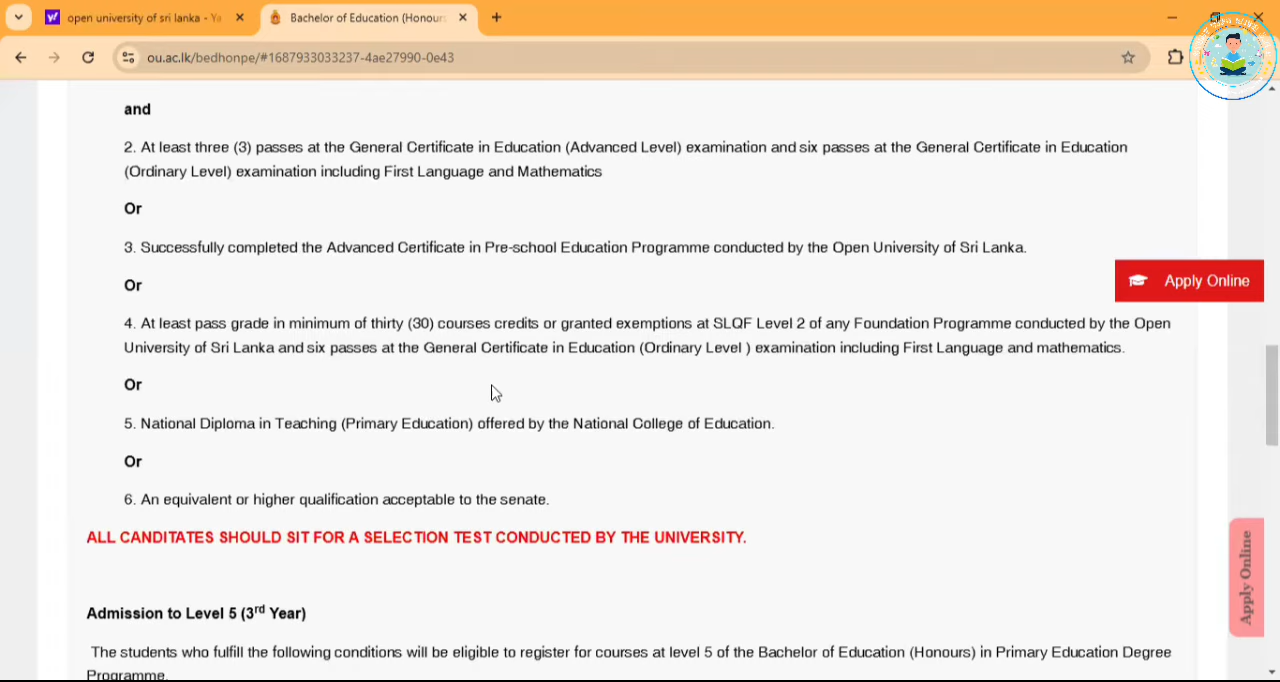 open university of sri lanka - Ya
Bachelor of Education (Honour
ou.ac.lk/bedhonpe/#1687933033237-4ae27990-0e43
and
2. At least three (3) passes at the General Certificate in Education (Advanced Level) examination and six passes at the General Certificate in Education
(Ordinary Level) examination including First Language and Mathematics
Or
3. Successfully completed the Advanced Certificate in Pre-school Education Programme conducted by the Open University of Sri Lanka.
Or
Apply Online
4. At least pass grade in minimum of thirty (30) courses credits or granted exemptions at SLQF Level 2 of any Foundation Programme conducted by the Open
University of Sri Lanka and six passes at the General Certificate in Education (Ordinary Level ) examination including First Language and mathematics.
Or
5. National Diploma in Teaching (Primary Education) offered by the National College of Education.
Or
6. An equivalent or higher qualification acceptable to the senate.
ALL CANDITATES SHOULD SIT FOR A SELECTION TEST CONDUCTED BY THE UNIVERSITY.
Apply Online
Admission to Level 5 (3rd Year)
The students who fulfill the following conditions will be eligible to register for courses at level 5 of the Bachelor of Education (Honours) in Primary Education Degree
Programme.